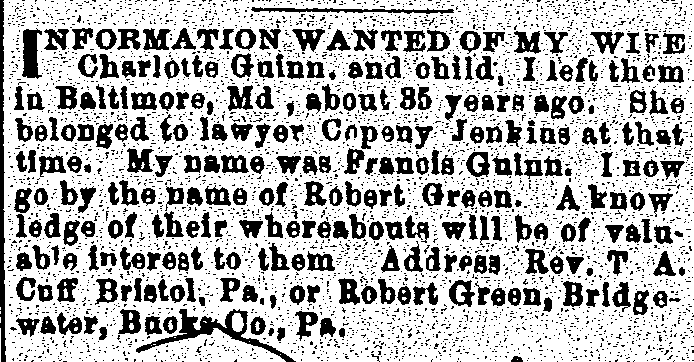 INFORMATION WANTED OF MY WIFE
Charlotte Guinn, and child, I left them
in Baltimore, Md , about 35 years ago. She
belonged to lawyer Copeny Jenkins at that
time. My name was Francis Guinn. I now
go by the name of Robert Green. A know
ledge of their whereabouts will be of valu-
able interest to them Address Rev. T A.
Cuff Bristol, Pa., or Robert Green, Bridge-
water, Bucks Co., Pa.